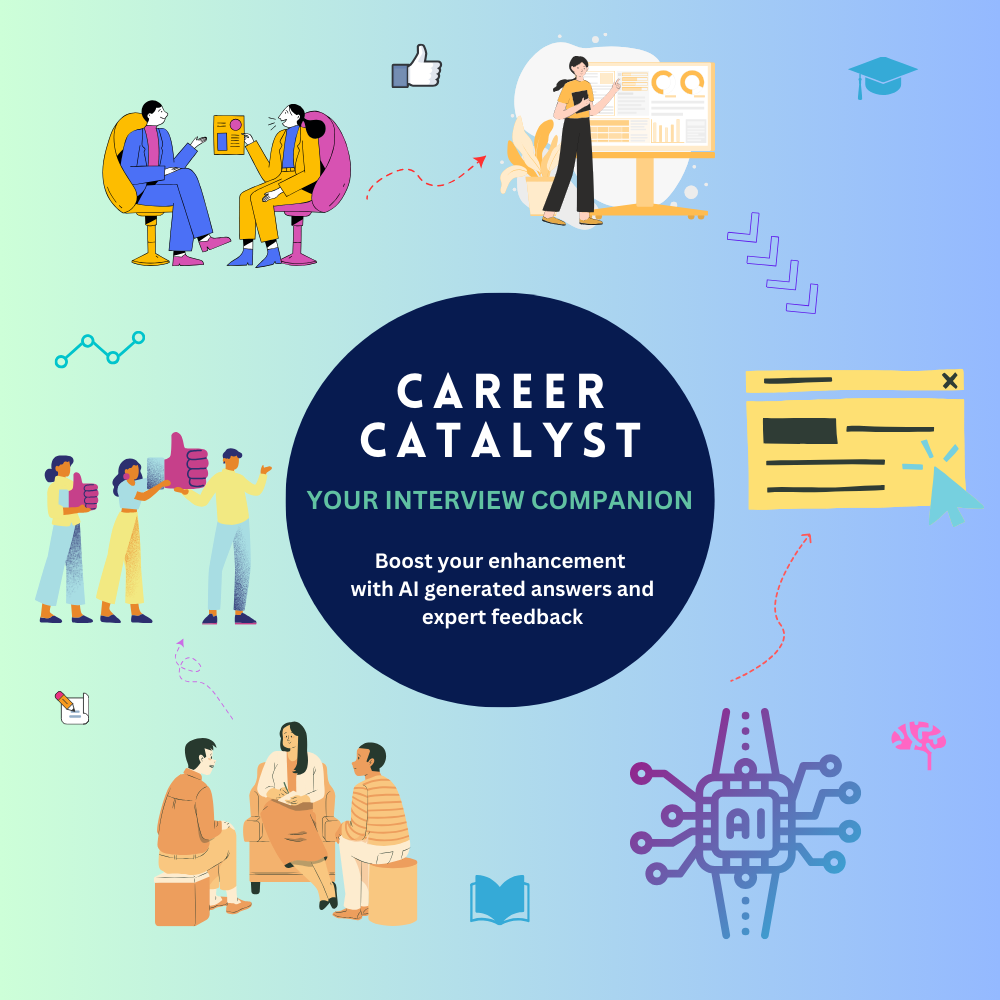 CAREER
CATALYST
YOUR INTERVIEW COMPANION
Boost your enhancement
with AI generated answers and
expert feedback
AI